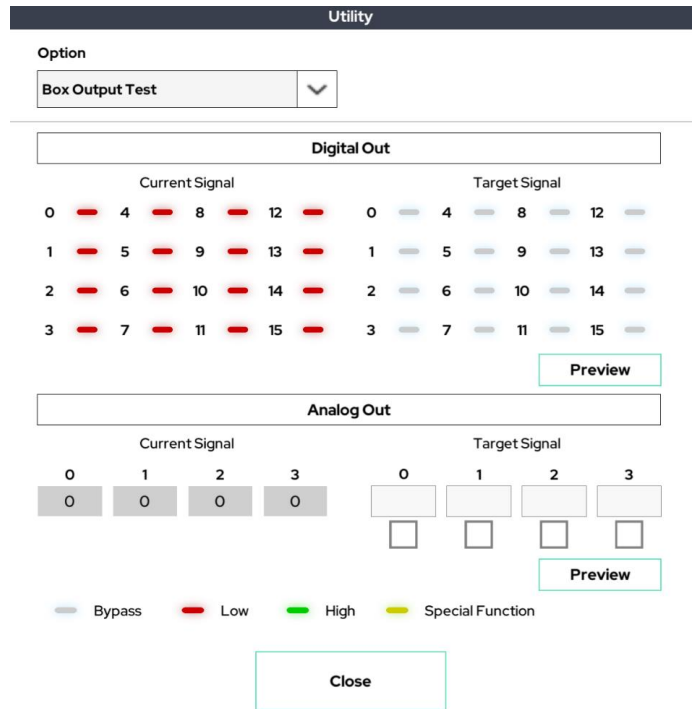 Utility
Option
Box Output Test
Digital Out
Current Signal Target Signal
0 4 8 12 0 4 8 12
1 5 9 13 1 5 9 13
2 6 10 14 2 6 10 14
3 7 11 15 3 7 11 15
Preview
Analog Out
Current Signal Target Signal
0 1 2 3 0 1 2 3
0 0 0 0
Preview
Bypass Low High Special Function
Close